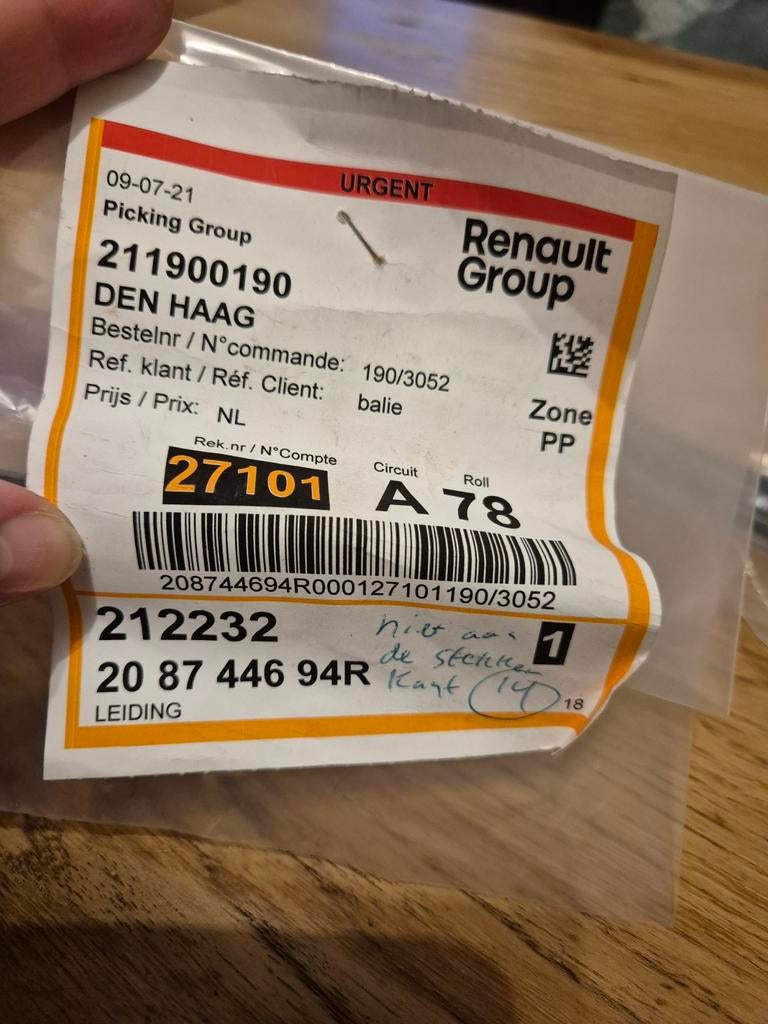 URGENT
09-07-21
Picking Group
Renault
Group
211900190
DEN HAAG
Bestelnr / N°commande: 190/3052
Ref. klant / Réf. Client: balie
Prijs / Prix: NL
Zone
PP
Rek.nr / N°Compte
27101
Circuit
A
Roll
78
208744694R000127101190/3052
212232
1
20 87 446 94R
LEIDING
niet aan
de stekker
kant 14
18